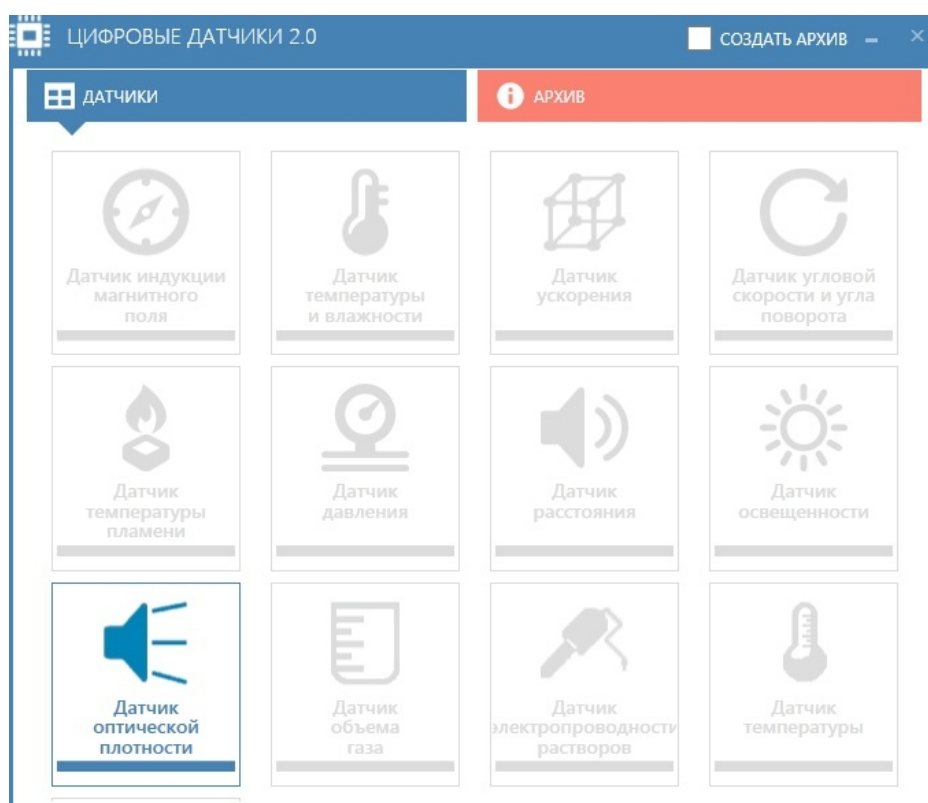 ЦИФРОВЫЕ ДАТЧИКИ 2.0
СОЗДАТЬ АРХИВ
ДАТЧИКИ
АРХИВ
Датчик индукции
магнитного
поля
Датчик
температуры
и влажности
Датчик
ускорения
Датчик угловой
скорости и угла
поворота
Датчик
температуры
пламени
Датчик
давления
Датчик
расстояния
Датчик
освещенности
Датчик
оптической
плотности
Датчик
объема
газа
Датчик
электропроводности
растворов
Датчик
температуры